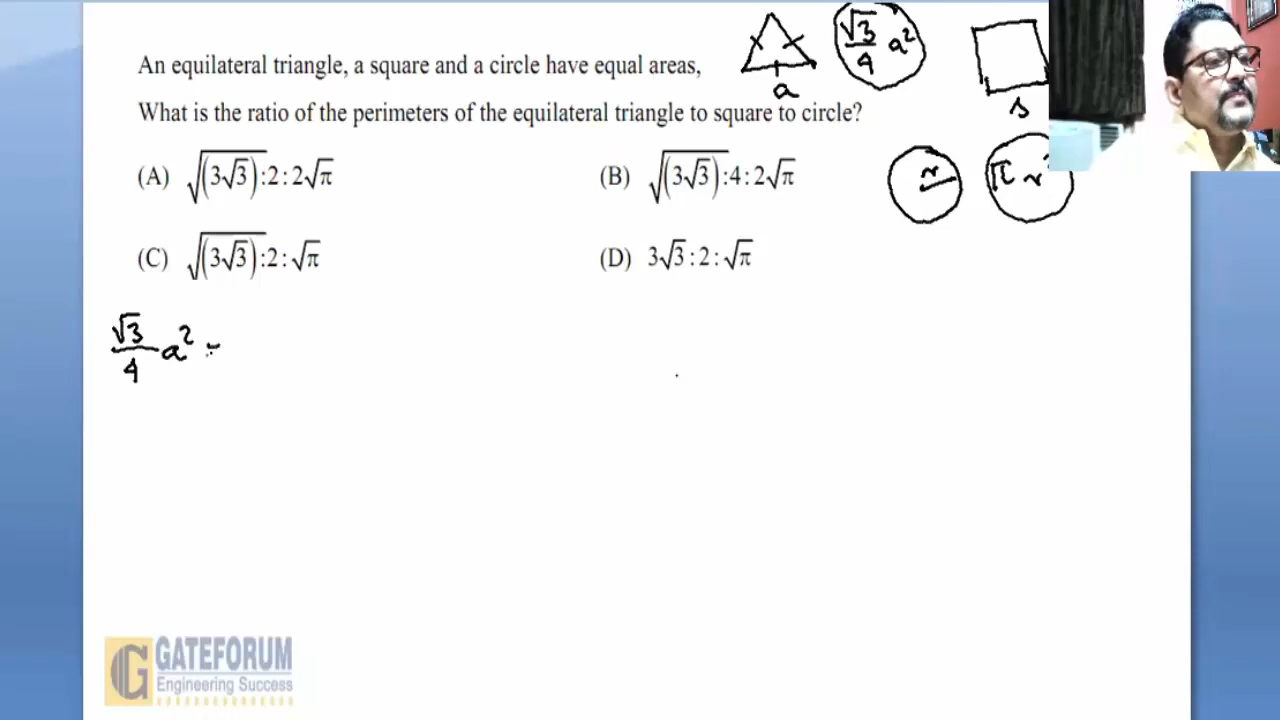 An equilateral triangle, a square and a circle have equal areas,
What is the ratio of the perimeters of the equilateral triangle to square to circle?
(A) √(3√3) : 2 : 2√π
(B) √(3√3) : 4 : 2√π
(C) √(3√3) : 2 : √π
(D) 3√3 : 2 : √π
a
√3/4 a²
s
r
π r²
√3/4 a² =
GATEFORUM
Engineering Success